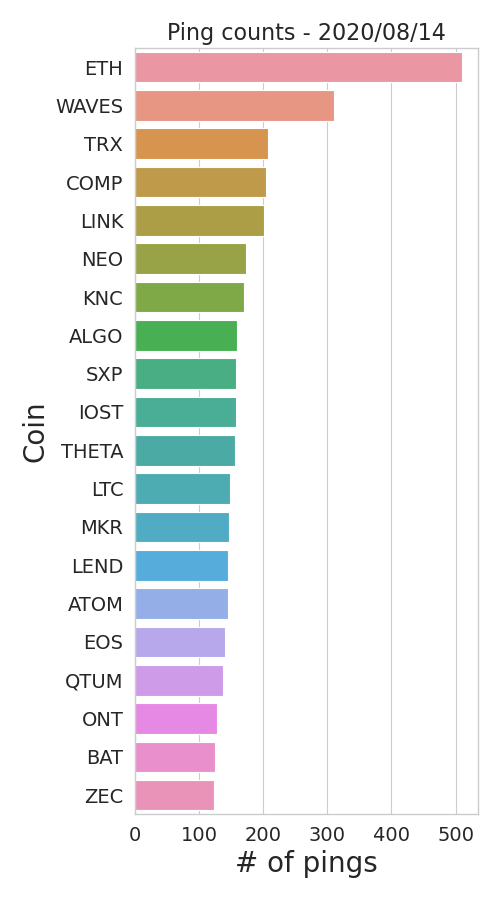 Ping counts - 2020/08/14
ETH
WAVES
TRX
COMP
LINK
NEO
KNC
ALGO
SXP
IOST
THETA
LTC
MKR
LEND
ATOM
EOS
QTUM
ONT
BAT
ZEC
Coin
0 100 200 300 400 500
# of pings